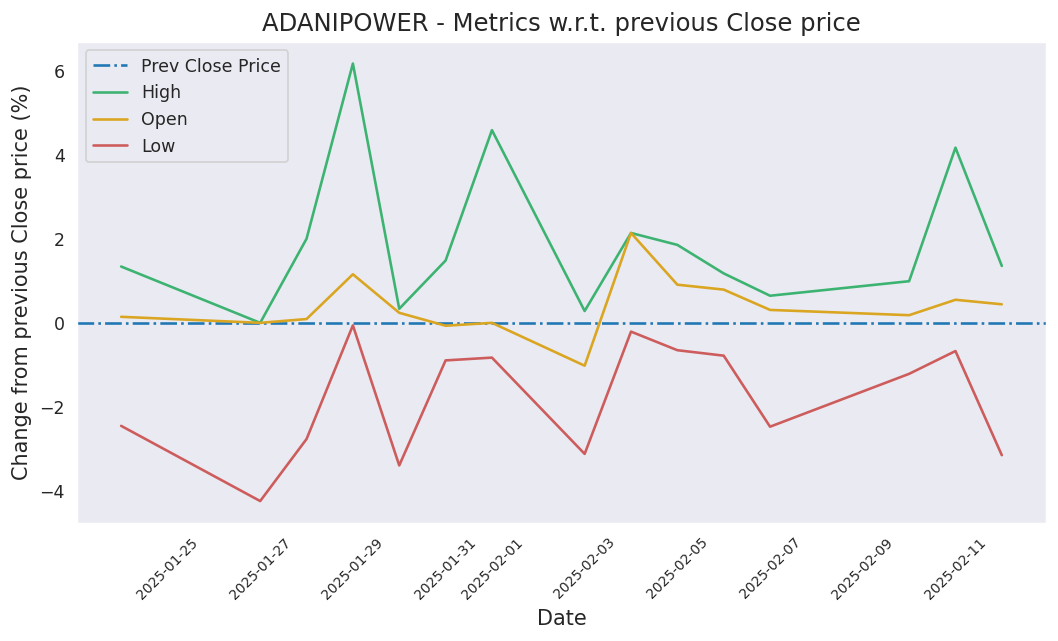 ADANIPOWER - Metrics w.r.t. previous Close price
Prev Close Price
High
Open
Low
Change from previous Close price (%)
6
4
2
0
−2
−4
2025-01-25
2025-01-27
2025-01-29
2025-01-31
2025-02-01
2025-02-03
2025-02-05
2025-02-07
2025-02-09
2025-02-11
Date